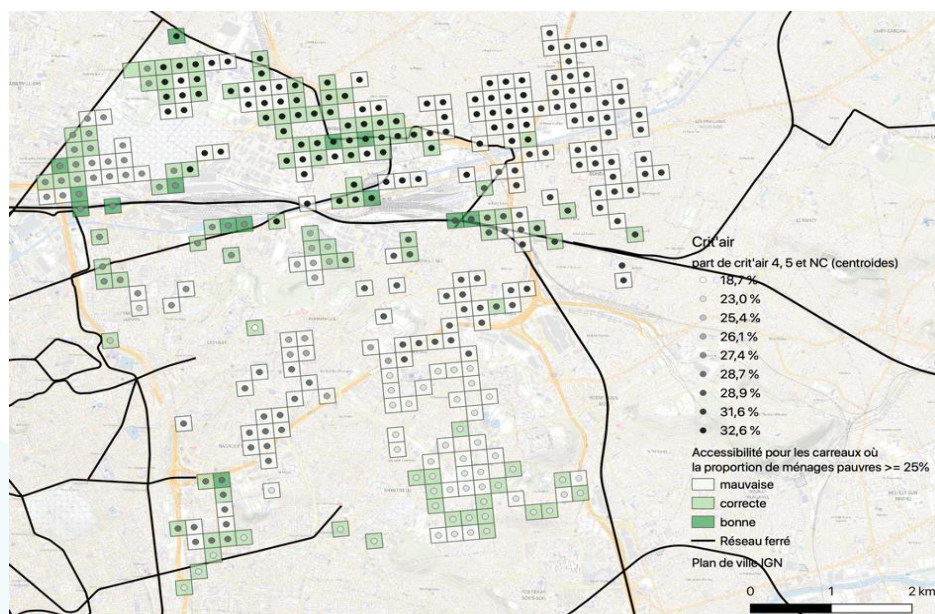 Crit'air
part de crit'air 4, 5 et NC (centroides)
18,7 %
23,0 %
25,4 %
26,1 %
27,4 %
28,7 %
28,9 %
31,6 %
32,6 %
Accessibilité pour les carreaux où
la proportion de ménages pauvres >= 25%
mauvaise
correcte
bonne
Réseau ferré
Plan de ville IGN
0 1 2 km